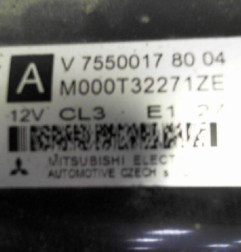 A V 7550017 80 04
M000T32271ZE
12V CL3 E1
MITSUBISHI ELECT
AUTOMOTIVE CZECH s